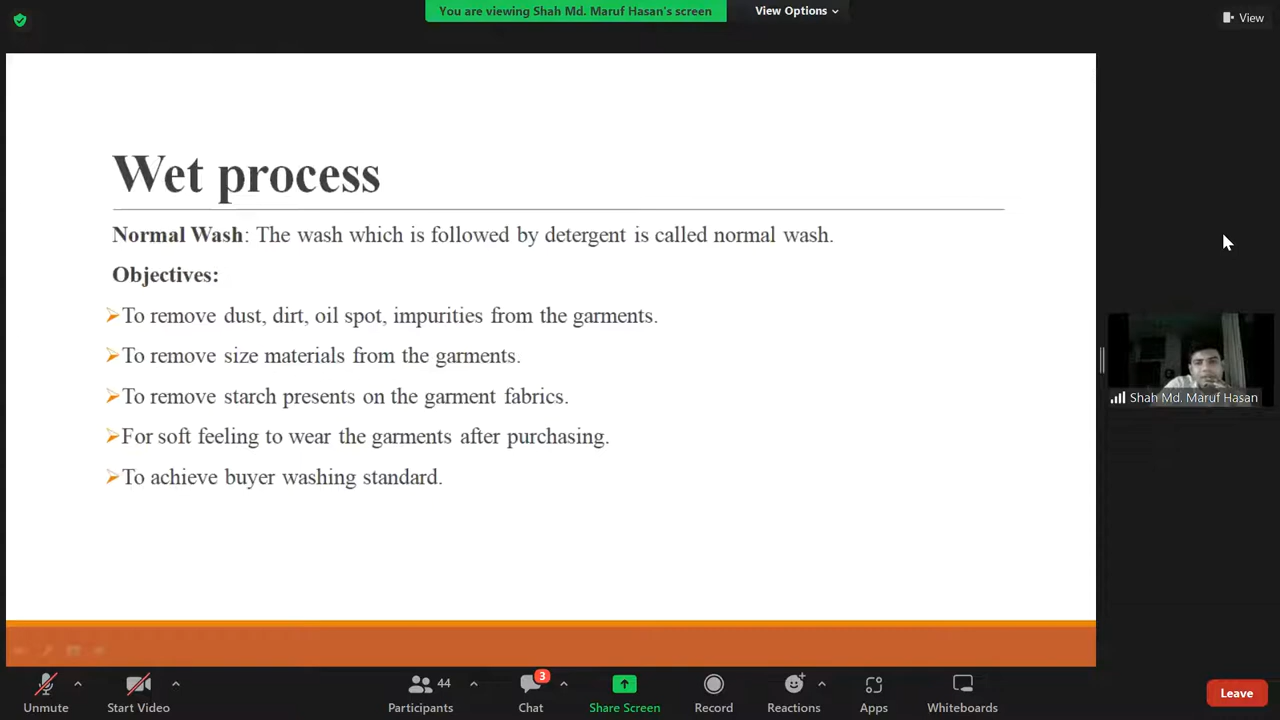 You are viewing Shah Md. Maruf Hasan's screen
View Options
View
Wet process
Normal Wash: The wash which is followed by detergent is called normal wash.
Objectives:
To remove dust, dirt, oil spot, impurities from the garments.
To remove size materials from the garments.
To remove starch presents on the garment fabrics.
For soft feeling to wear the garments after purchasing.
To achieve buyer washing standard.
Shah Md. Maruf Hasan
44
3
Unmute
Start Video
Participants
Chat
Share Screen
Record
Reactions
Apps
Whiteboards
Leave